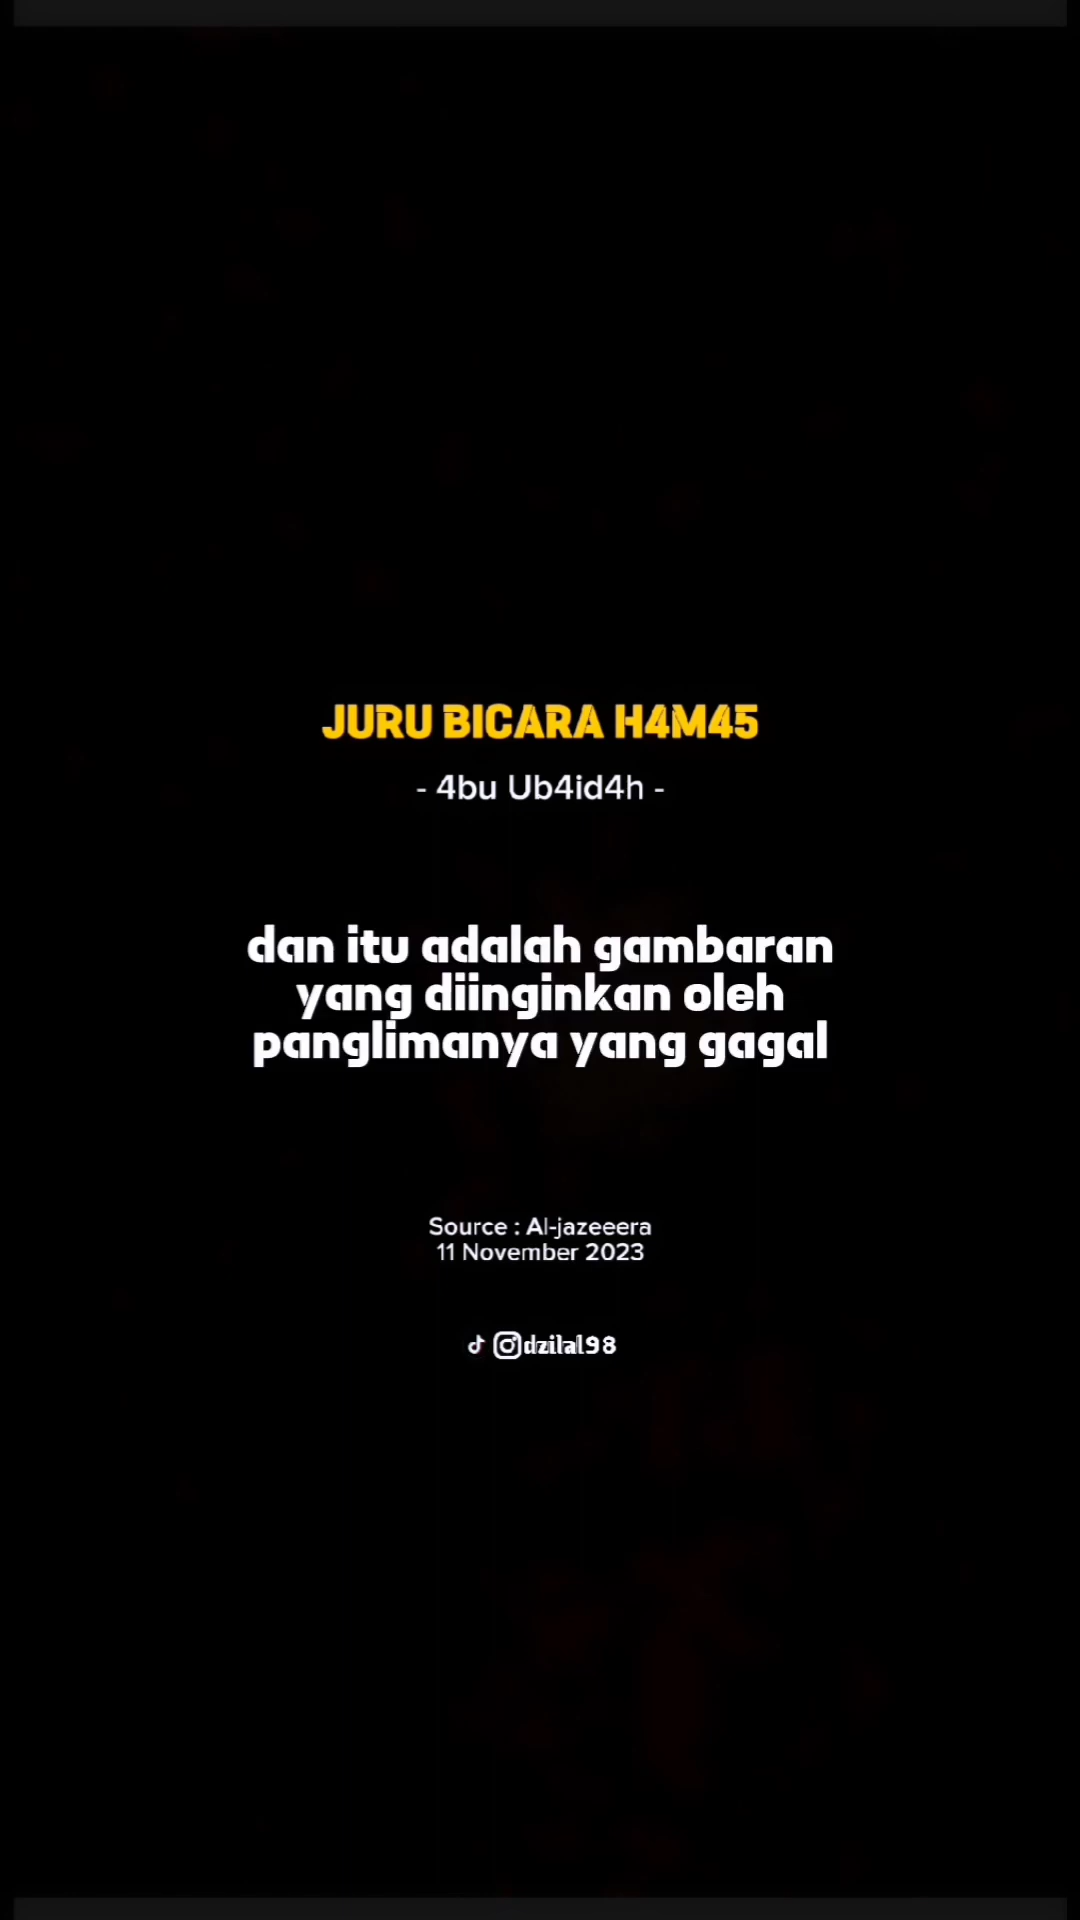 JURU BICARA H4M45
- 4bu Ub4id4h -
dan itu adalah gambaran
yang diinginkan oleh
panglimanya yang gagal
Source : Al-jazeeera
11 November 2023
dzilal98